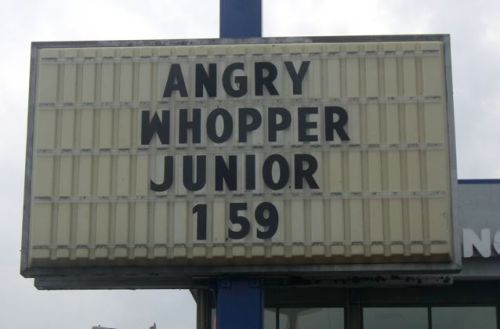 ANGRY
WHOPPER
JUNIOR
1 59